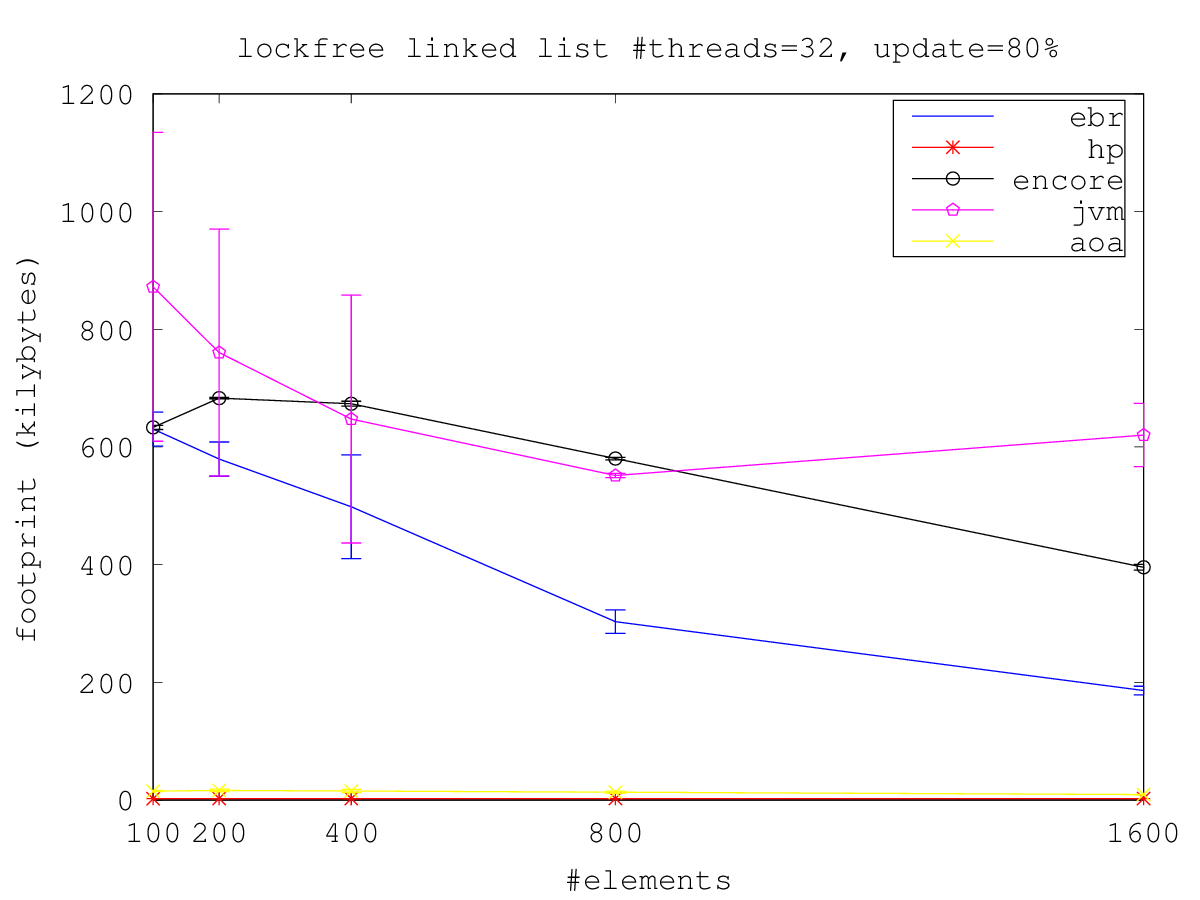 lockfree linked list #threads=32, update=80%
1200
1000
800
600
400
200
0
footprint (kilybytes)
ebr
hp
encore
jvm
aoa
100 200 400 800 1600
#elements